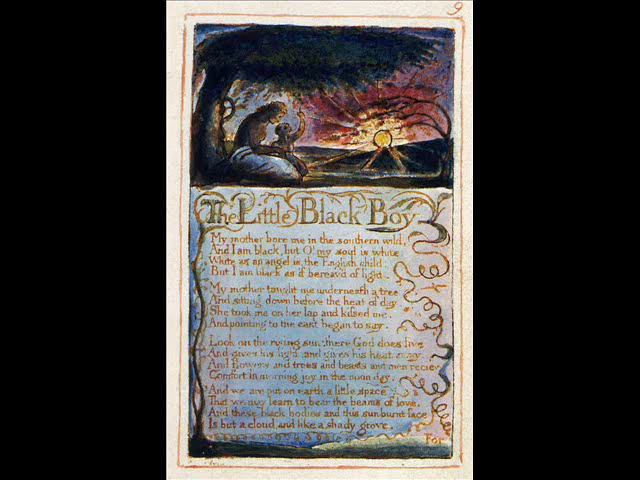 9
The Little Black Boy
My mother bore me in the southern wild,
And I am black, but O! my soul is white
White as an angel is the English child:
But I am black as if bereav'd of light.
My mother taught me underneath a tree
And sitting down before the heat of day
She took me on her lap and kissed me,
And pointing to the east began to say.
Look on the rising sun: there God does live
And gives his light, and gives his heat away.
And flowers and trees and beasts and men recieve
Comfort in morning joy in the noon day.
And we are put on earth a little space,
That we may learn to bear the beams of love,
And these black bodies and this sun-burnt face
Is but a cloud, and like a shady grove.
For